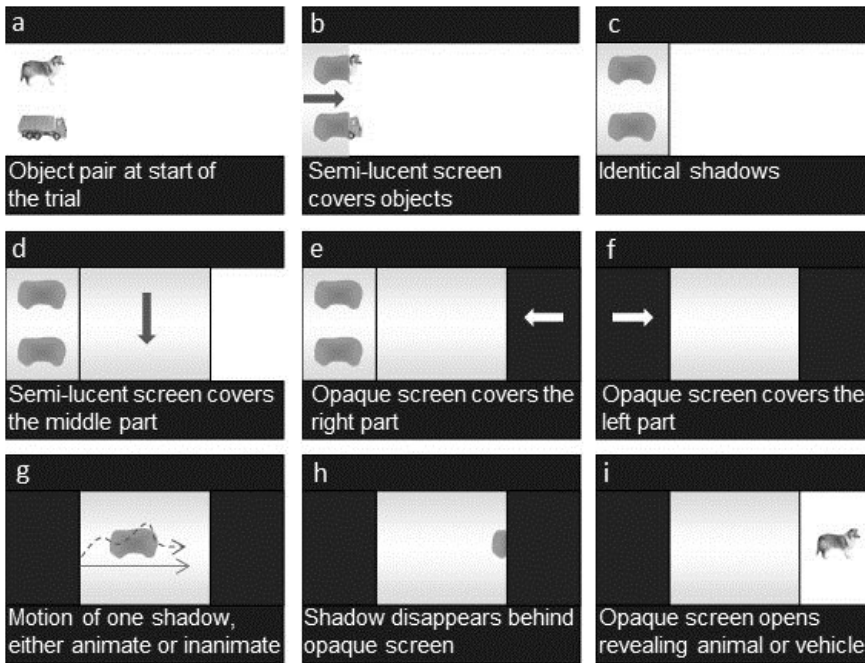 a
Object pair at start of
the trial
b
Semi-lucent screen
covers objects
c
Identical shadows
d
Semi-lucent screen covers
the middle part
e
Opaque screen covers the
right part
f
Opaque screen covers the
left part
g
Motion of one shadow,
either animate or inanimate
h
Shadow disappears behind
opaque screen
i
Opaque screen opens
revealing animal or vehicle